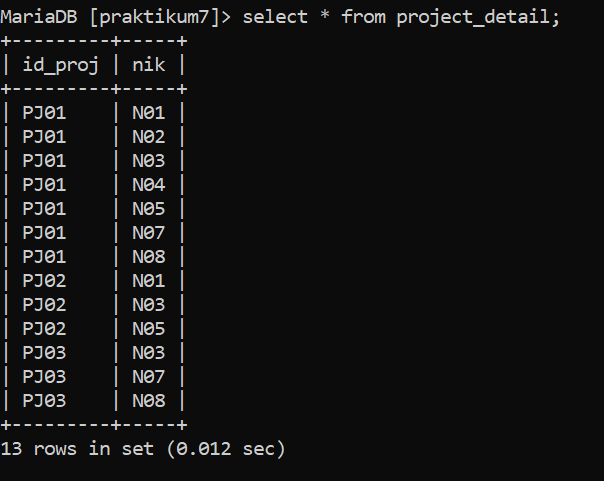 MariaDB [praktikum7]> select * from project_detail;
+---------+-----+
| id_proj | nik |
+---------+-----+
| PJ01    | N01 |
| PJ01    | N02 |
| PJ01    | N03 |
| PJ01    | N04 |
| PJ01    | N05 |
| PJ01    | N07 |
| PJ01    | N08 |
| PJ02    | N01 |
| PJ02    | N03 |
| PJ02    | N05 |
| PJ03    | N03 |
| PJ03    | N07 |
| PJ03    | N08 |
+---------+-----+
13 rows in set (0.012 sec)